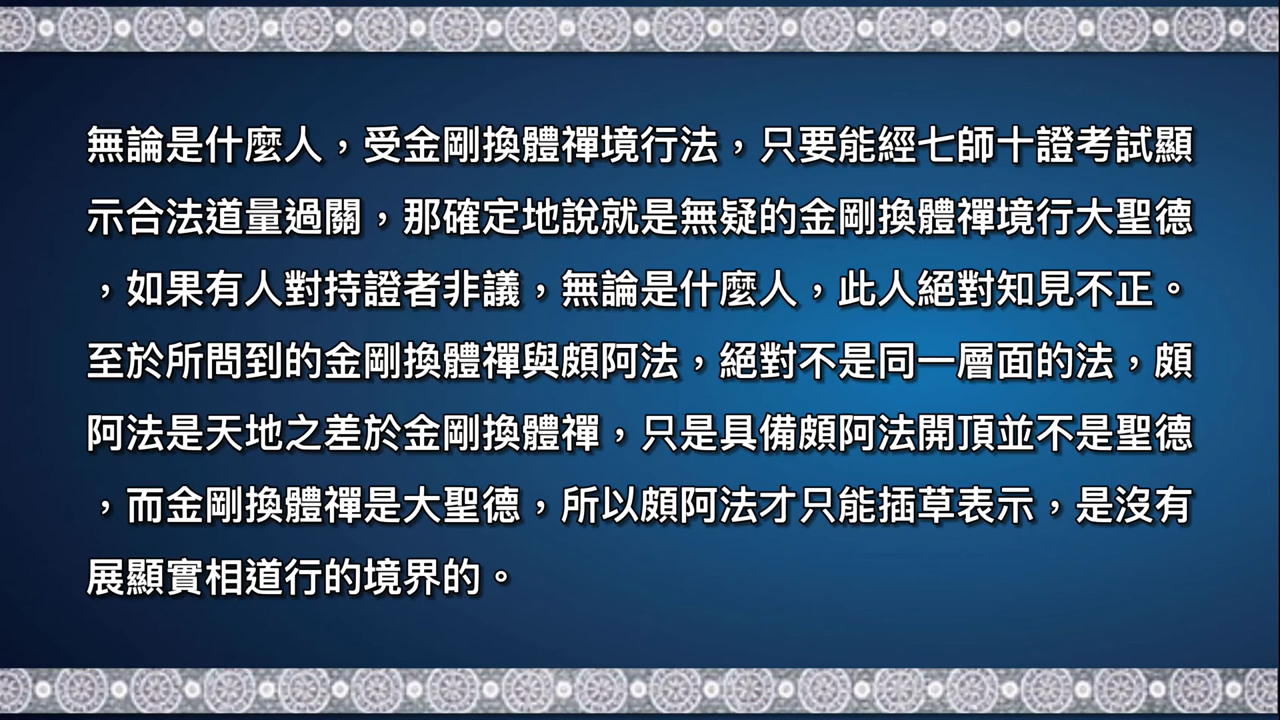 無論是什麼人，受金剛換體禪境行法，只要能經七師十證考試顯
示合法道量過關，那確定地說就是無疑的金剛換體禪境行大聖德
，如果有人對持證者非議，無論是什麼人，此人絕對知見不正。
至於所問到的金剛換體禪與頗阿法，絕對不是同一層面的法，頗
阿法是天地之差於金剛換體禪，只是具備頗阿法開頂並不是聖德
，而金剛換體禪是大聖德，所以頗阿法才只能插草表示，是沒有
展顯實相道行的境界的。